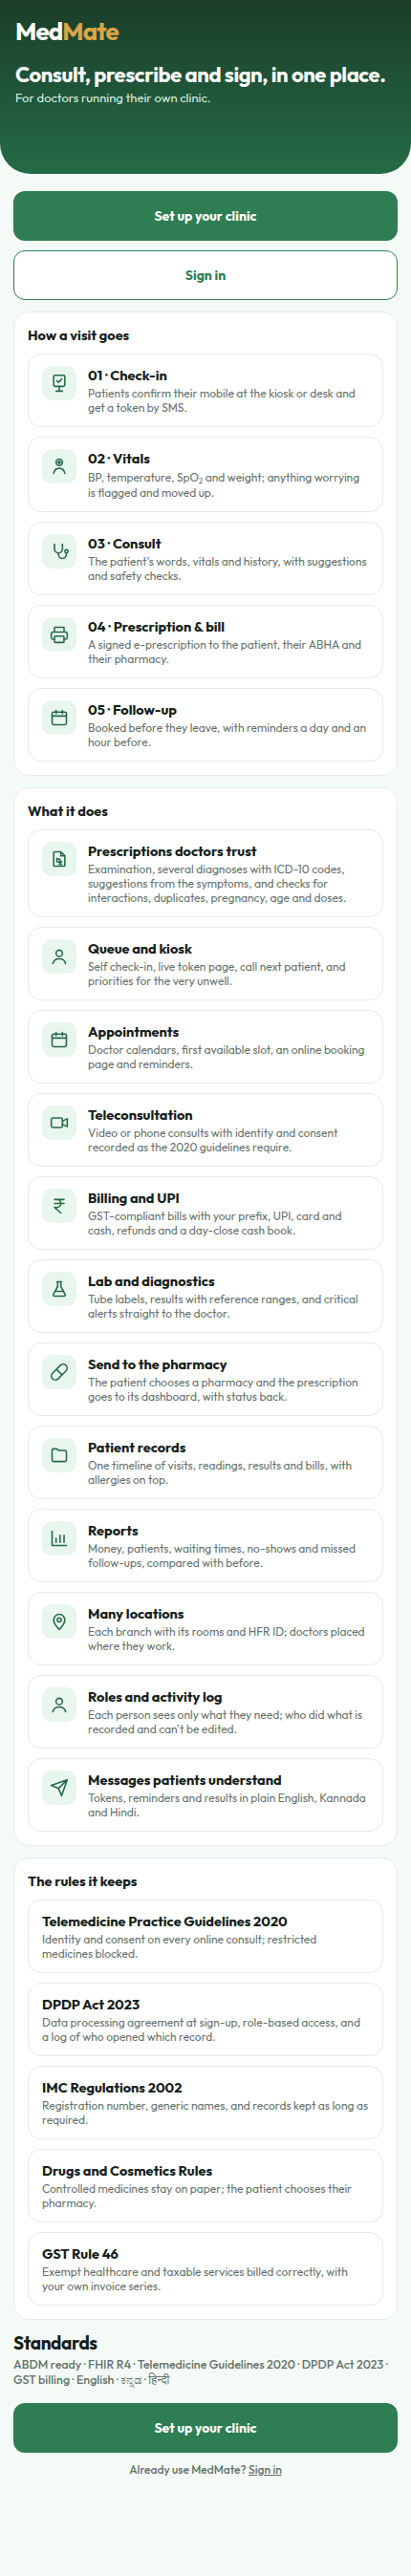 MedMate
Consult, prescribe and sign, in one place.
For doctors running their own clinic.
Set up your clinic
Sign in
How a visit goes
01 · Check-in
Patients confirm their mobile at the kiosk or desk and
get a token by SMS.
02 · Vitals
BP, temperature, SpO₂ and weight; anything worrying
is flagged and moved up.
03 · Consult
The patient's words, vitals and history, with suggestions
and safety checks.
04 · Prescription & bill
A signed e-prescription to the patient, their ABHA and
their pharmacy.
05 · Follow-up
Booked before they leave, with reminders a day and an
hour before.
What it does
Prescriptions doctors trust
Examination, several diagnoses with ICD-10 codes,
suggestions from the symptoms, and checks for
interactions, duplicates, pregnancy, age and doses.
Queue and kiosk
Self check-in, live token page, call next patient, and
priorities for the very unwell.
Appointments
Doctor calendars, first available slot, an online booking
page and reminders.
Teleconsultation
Video or phone consults with identity and consent
recorded as the 2020 guidelines require.
Billing and UPI
GST-compliant bills with your prefix, UPI, card and
cash, refunds and a day-close cash book.
Lab and diagnostics
Tube labels, results with reference ranges, and critical
alerts straight to the doctor.
Send to the pharmacy
The patient chooses a pharmacy and the prescription
goes to its dashboard, with status back.
Patient records
One timeline of visits, readings, results and bills, with
allergies on top.
Reports
Money, patients, waiting times, no-shows and missed
follow-ups, compared with before.
Many locations
Each branch with its rooms and HFR ID; doctors placed
where they work.
Roles and activity log
Each person sees only what they need; who did what is
recorded and can't be edited.
Messages patients understand
Tokens, reminders and results in plain English, Kannada
and Hindi.
The rules it keeps
Telemedicine Practice Guidelines 2020
Identity and consent on every online consult; restricted
medicines blocked.
DPDP Act 2023
Data processing agreement at sign-up, role-based access, and
a log of who opened which record.
IMC Regulations 2002
Registration number, generic names, and records kept as long as
required.
Drugs and Cosmetics Rules
Controlled medicines stay on paper; the patient chooses their
pharmacy.
GST Rule 46
Exempt healthcare and taxable services billed correctly, with
your own invoice series.
Standards
ABDM ready · FHIR R4 · Telemedicine Guidelines 2020 · DPDP Act 2023 ·
GST billing · English · ಕನ್ನಡ · हिन्दी
Set up your clinic
Already use MedMate? Sign in